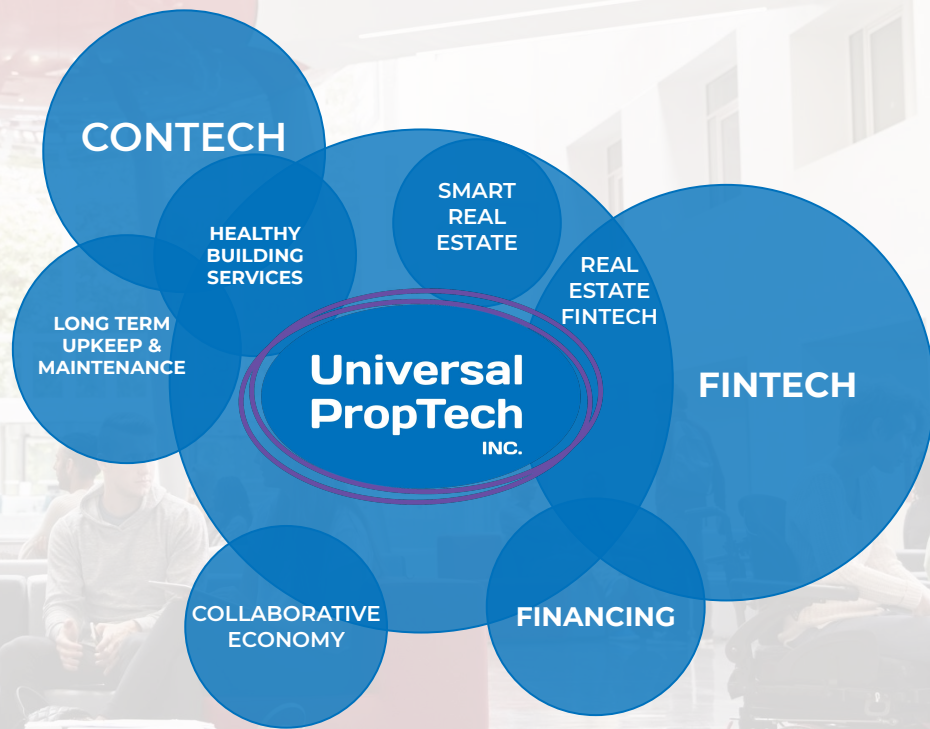 CONTECH
SMART
REAL
ESTATE
HEALTHY
BUILDING
SERVICES
REAL
ESTATE
FINTECH
LONG TERM
UPKEEP &
MAINTENANCE
Universal
PropTech
INC.
FINTECH
COLLABORATIVE
ECONOMY
FINANCING